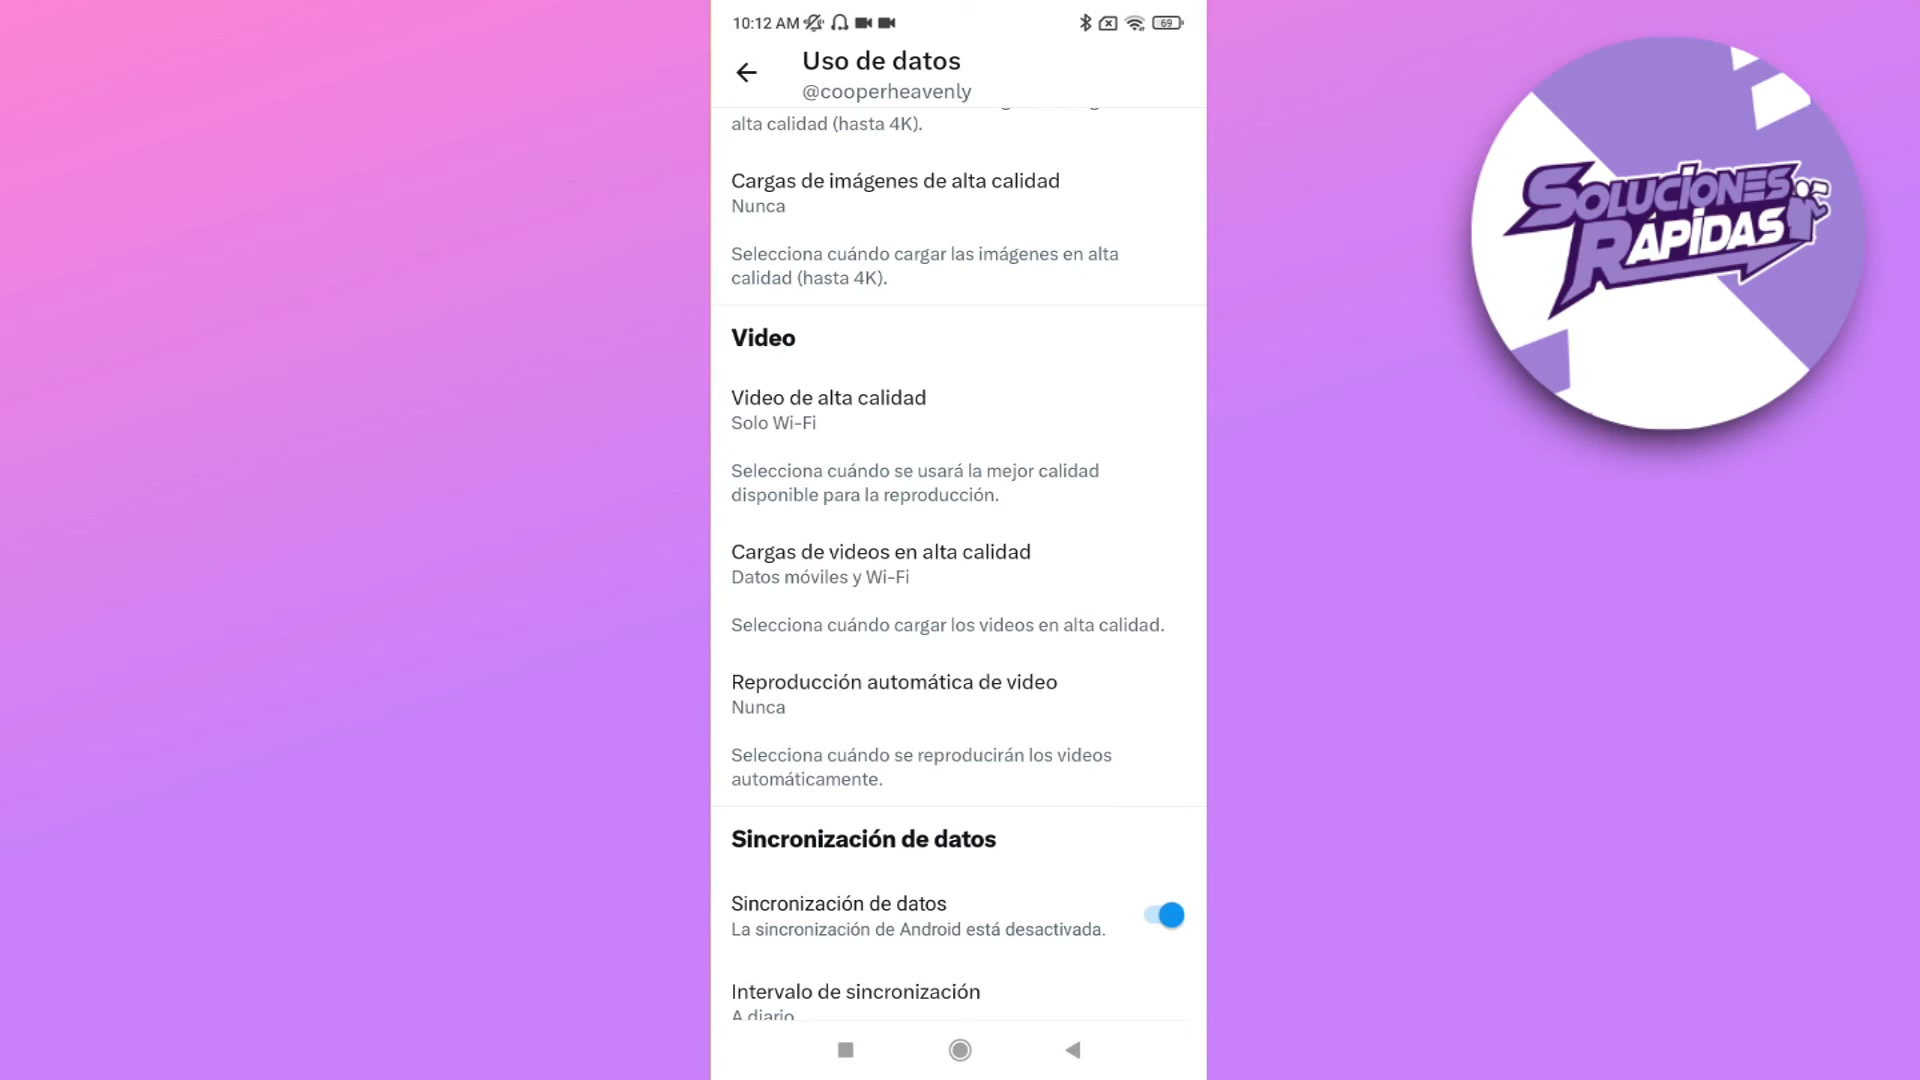 10:12 AM
69
Uso de datos
@cooperheavenly
alta calidad (hasta 4K).
Cargas de imágenes de alta calidad
Nunca
Selecciona cuándo cargar las imágenes en alta
calidad (hasta 4K).
Video
Video de alta calidad
Solo Wi-Fi
Selecciona cuándo se usará la mejor calidad
disponible para la reproducción.
Cargas de videos en alta calidad
Datos móviles y Wi-Fi
Selecciona cuándo cargar los videos en alta calidad.
Reproducción automática de video
Nunca
Selecciona cuándo se reproducirán los videos
automáticamente.
Sincronización de datos
Sincronización de datos
La sincronización de Android está desactivada.
Intervalo de sincronización
A diario
SOLUCIONES
RÁPIDAS